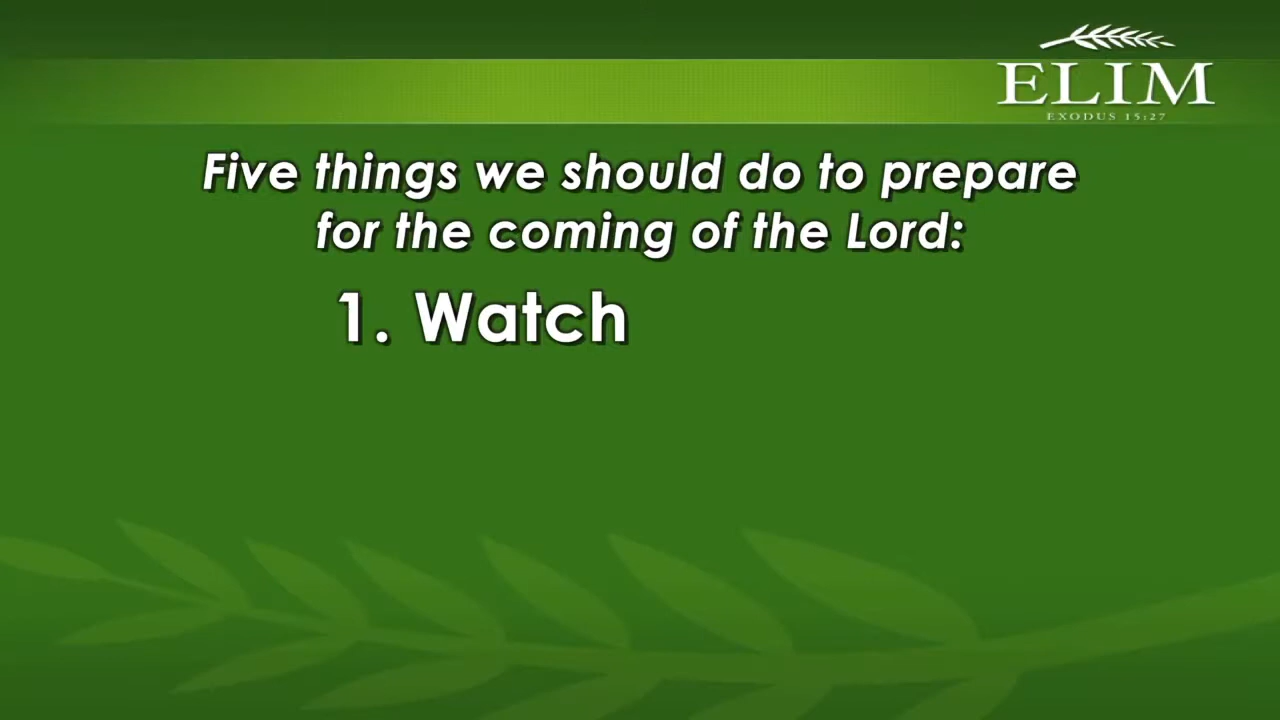 ELIM
EXODUS 15:27
Five things we should do to prepare
for the coming of the Lord:
1. Watch